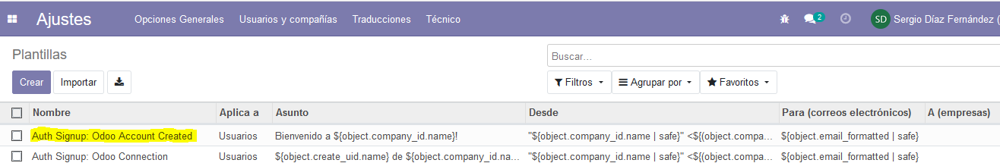 Ajustes Opciones Generales Usuarios y compañías Traducciones Técnico 2 SD Sergio Díaz Fernández (
Plantillas Buscar...
Crear Importar Filtros Agrupar por Favoritos
Nombre Aplica a Asunto Desde Para (correos electrónicos) A (empresas)
Auth Signup: Odoo Account Created Usuarios Bienvenido a ${object.company_id.name}! "${object.company_id.name | safe}" <${(object.compa... ${object.email_formatted | safe}
Auth Signup: Odoo Connection Usuarios ${object.create_uid.name} de ${object.company_id.na... "${object.company_id.name | safe}" <${(object.compa... ${object.email_formatted | safe}